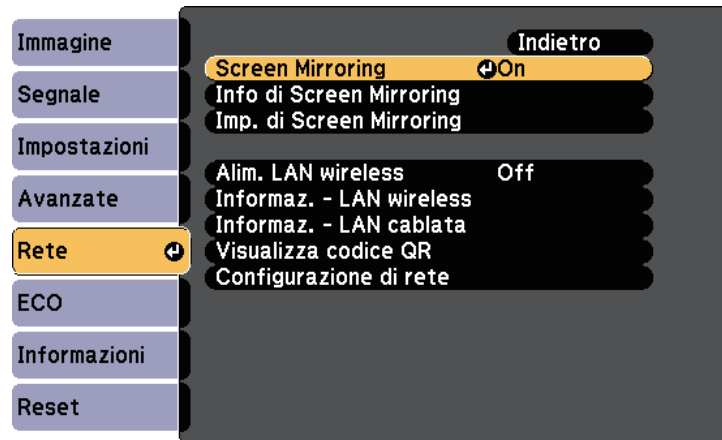 Immagine
Segnale
Impostazioni
Avanzate
Rete
ECO
Informazioni
Reset
Indietro
Screen Mirroring On
Info di Screen Mirroring
Imp. di Screen Mirroring
Alim. LAN wireless Off
Informaz. - LAN wireless
Informaz. - LAN cablata
Visualizza codice QR
Configurazione di rete